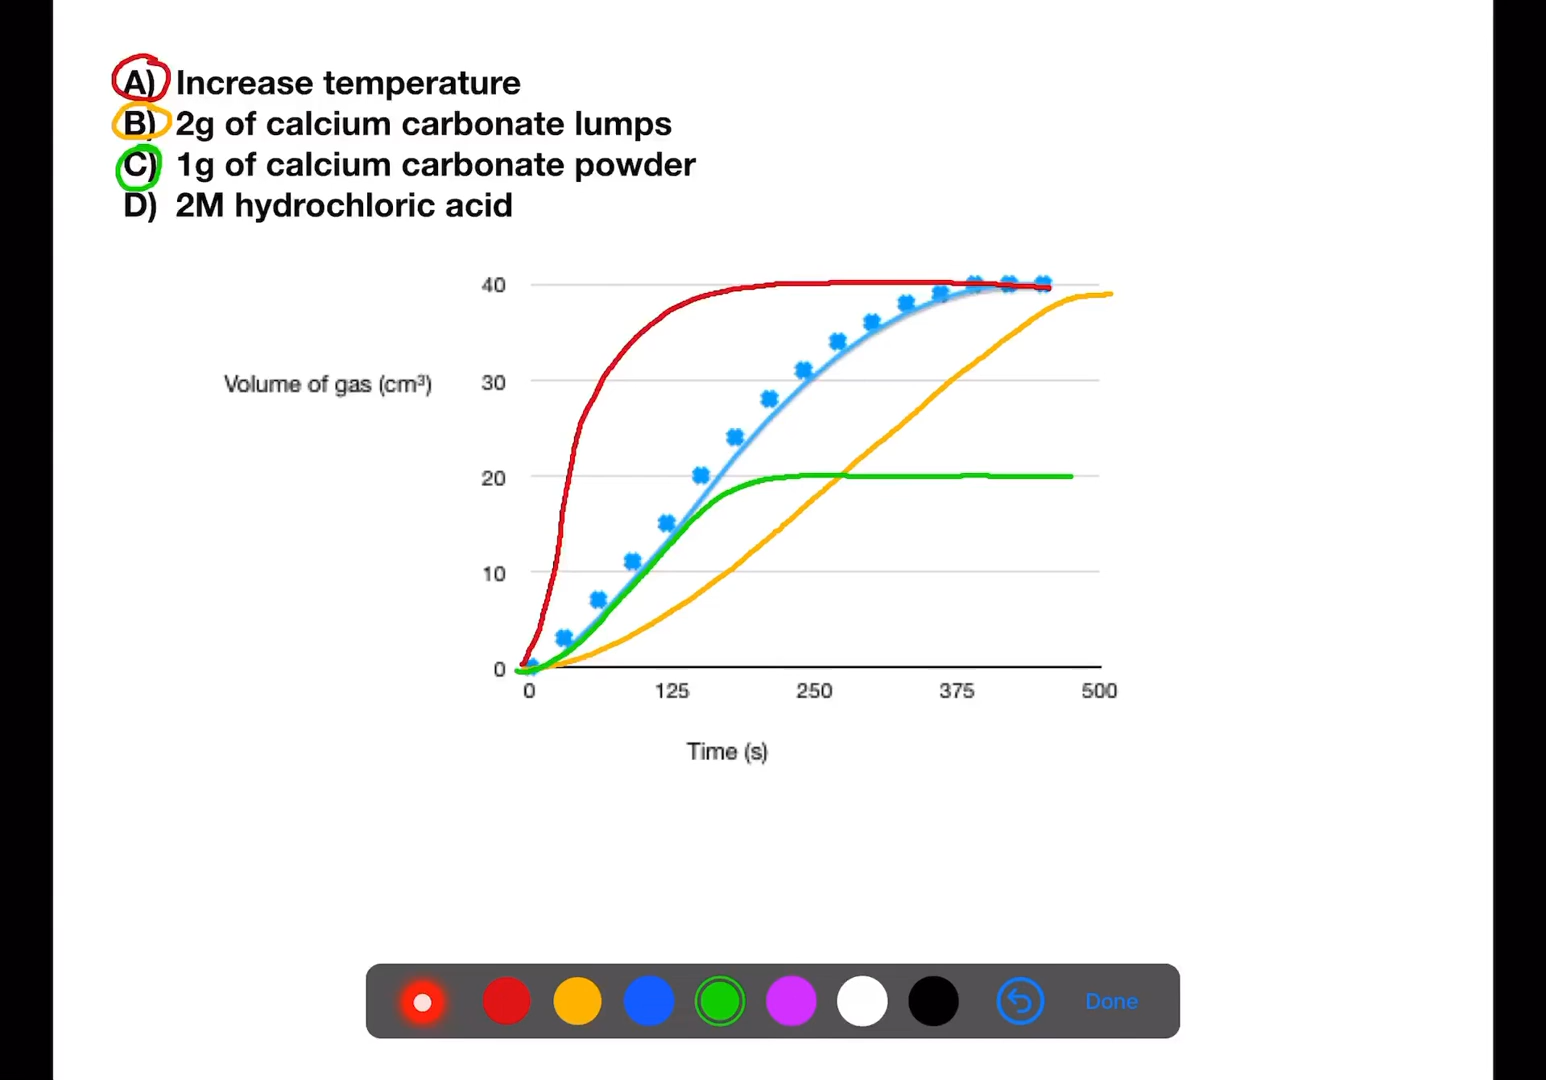 A) Increase temperature
B) 2g of calcium carbonate lumps
C) 1g of calcium carbonate powder
D) 2M hydrochloric acid
40
Volume of gas (cm³)
30
20
10
0
0 125 250 375 500
Time (s)
Done